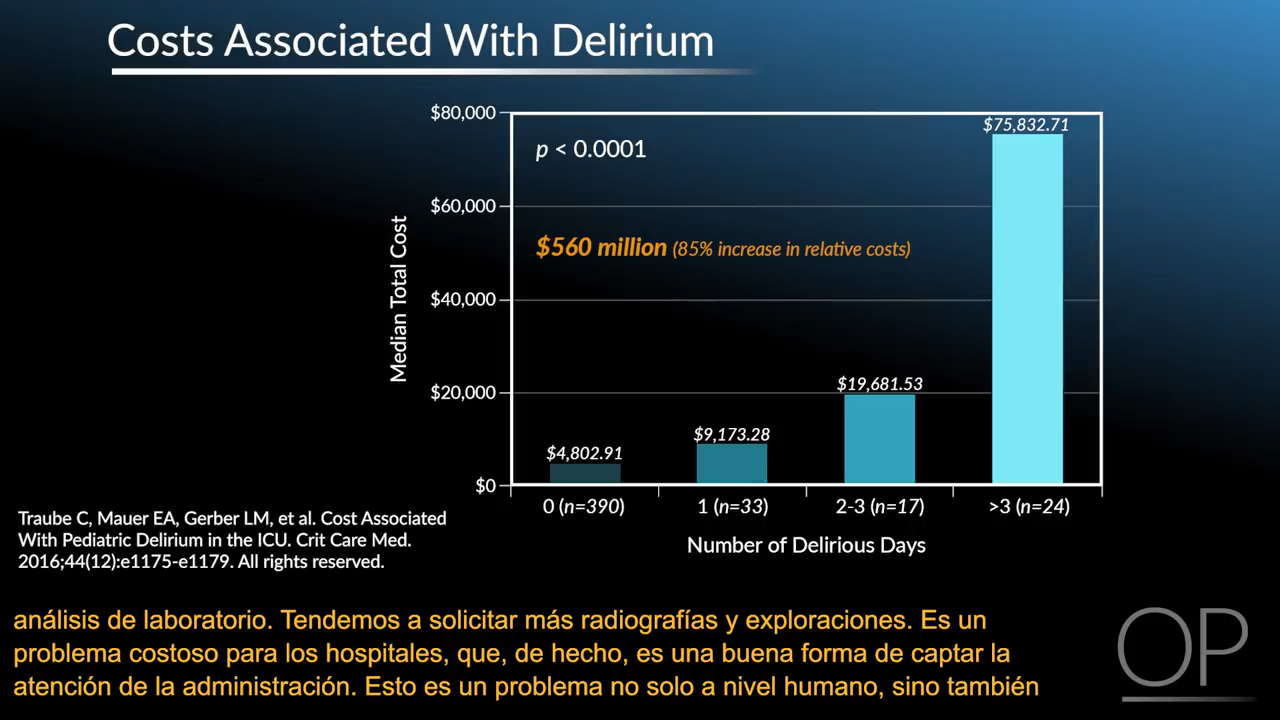 Costs Associated With Delirium
$80,000
$60,000
$40,000
$20,000
$0
Median Total Cost
p < 0.0001
$560 million (85% increase in relative costs)
$4,802.91
$9,173.28
$19,681.53
$75,832.71
0 (n=390)
1 (n=33)
2-3 (n=17)
>3 (n=24)
Number of Delirious Days
Traube C, Mauer EA, Gerber LM, et al. Cost Associated
With Pediatric Delirium in the ICU. Crit Care Med.
2016;44(12):e1175-e1179. All rights reserved.
análisis de laboratorio. Tendemos a solicitar más radiografías y exploraciones. Es un
problema costoso para los hospitales, que, de hecho, es una buena forma de captar la
atención de la administración. Esto es un problema no solo a nivel humano, sino también
OP